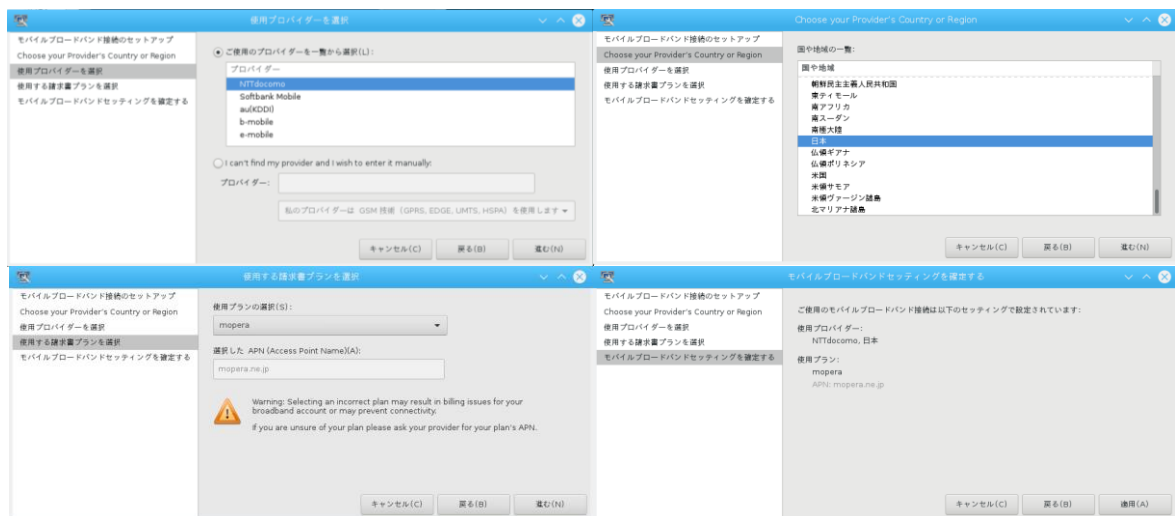 使用プロバイダーを選択
モバイルブロードバンド接続のセットアップ
Choose your Provider's Country or Region
使用プロバイダーを選択
使用する請求書プランを選択
モバイルブロードバンドセッティングを確定する
ご使用のプロバイダーを一覧から選択(L):
プロバイダー
NTTdocomo
Softbank Mobile
au(KDDI)
b-mobile
e-mobile
I can't find my provider and I wish to enter it manually:
プロバイダー:
私のプロバイダーは GSM 技術 (GPRS, EDGE, UMTS, HSPA) を使用します
キャンセル(C) 戻る(B) 進む(N)
Choose your Provider's Country or Region
モバイルブロードバンド接続のセットアップ
Choose your Provider's Country or Region
使用プロバイダーを選択
使用する請求書プランを選択
モバイルブロードバンドセッティングを確定する
国や地域の一覧:
国や地域
朝鮮民主主義人民共和国
東ティモール
南アフリカ
南スーダン
南極大陸
日本
仏領ギアナ
仏領ポリネシア
米国
米領サモア
米領ヴァージン諸島
北マリアナ諸島
キャンセル(C) 戻る(B) 進む(N)
使用する請求書プランを選択
モバイルブロードバンド接続のセットアップ
Choose your Provider's Country or Region
使用プロバイダーを選択
使用する請求書プランを選択
モバイルブロードバンドセッティングを確定する
使用プランの選択(S):
mopera
選択した APN (Access Point Name)(A):
mopera.ne.jp
Warning: Selecting an incorrect plan may result in billing issues for your
broadband account or may prevent connectivity.
If you are unsure of your plan please ask your provider for your plan's APN.
キャンセル(C) 戻る(B) 進む(N)
モバイルブロードバンドセッティングを確定する
モバイルブロードバンド接続のセットアップ
Choose your Provider's Country or Region
使用プロバイダーを選択
使用する請求書プランを選択
モバイルブロードバンドセッティングを確定する
ご使用のモバイルブロードバンド接続は以下のセッティングで設定されています:
使用プロバイダー:
NTTdocomo, 日本
使用プラン:
mopera
APN: mopera.ne.jp
キャンセル(C) 戻る(B) 適用(A)